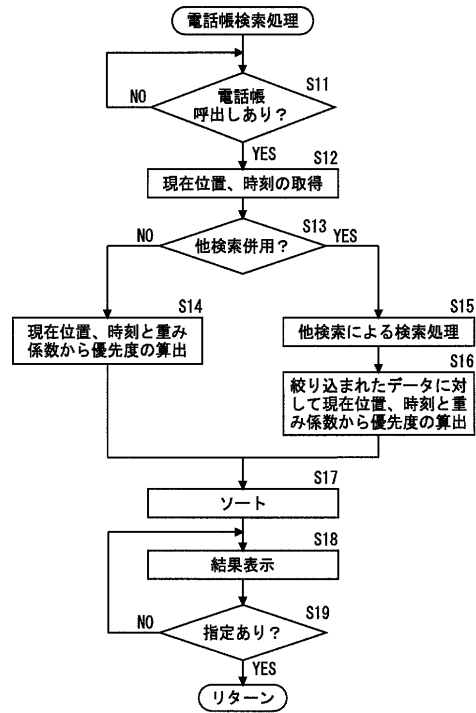 電話帳検索処理
S11
電話帳
呼出しあり?
NO
YES
S12
現在位置、時刻の取得
S13
他検索併用?
NO
YES
S14
現在位置、時刻と重み
係数から優先度の算出
S15
他検索による検索処理
S16
絞り込まれたデータに対
して現在位置、時刻と重
み係数から優先度の算出
S17
ソート
S18
結果表示
S19
指定あり?
NO
YES
リターン